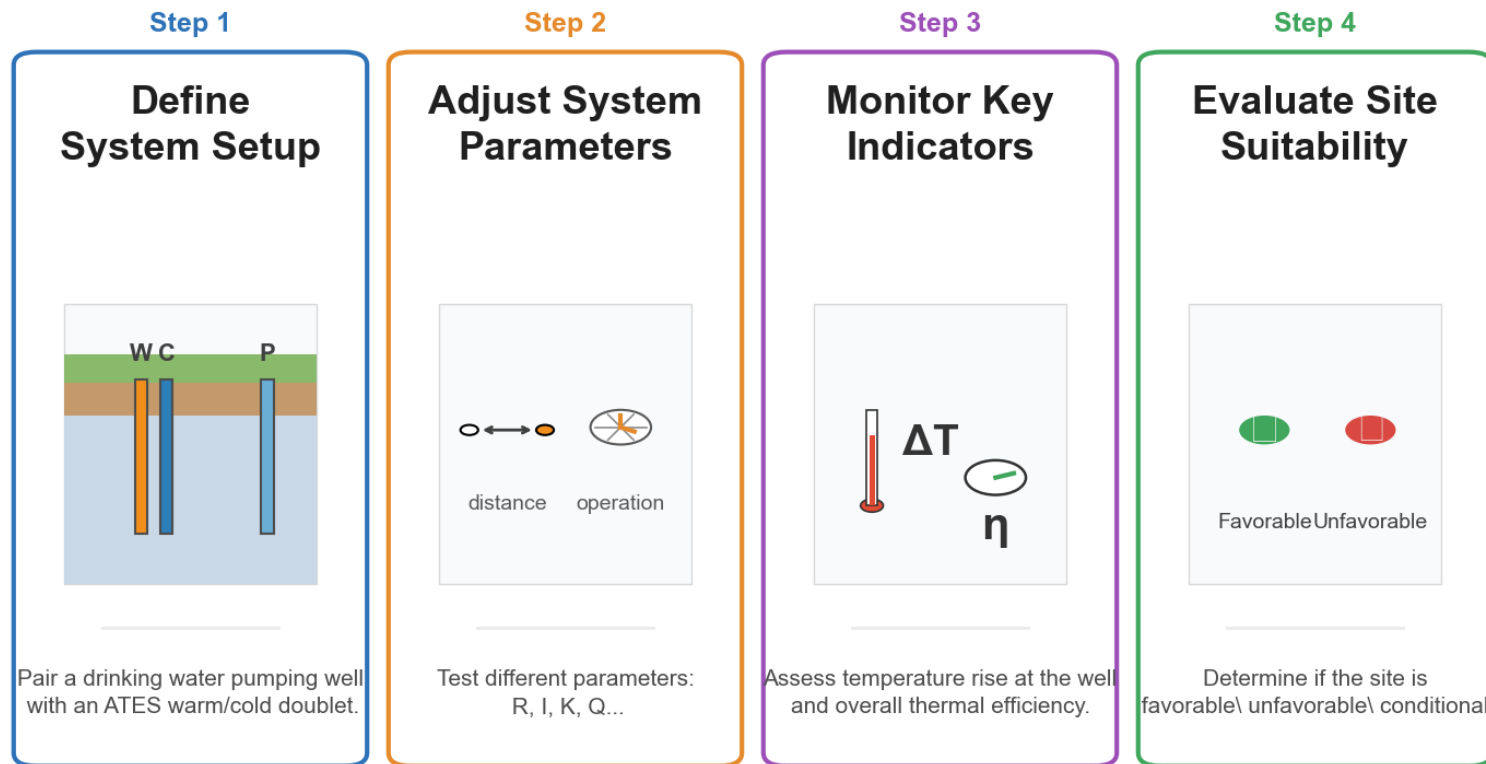 Step 1
Define
System Setup
W C P
Pair a drinking water pumping well
with an ATES warm/cold doublet.
Step 2
Adjust System
Parameters
distance operation
Test different parameters:
R, I, K, Q...
Step 3
Monitor Key
Indicators
ΔT
η
Assess temperature rise at the well
and overall thermal efficiency.
Step 4
Evaluate Site
Suitability
Favorable Unfavorable
Determine if the site is
favorable\ unfavorable\ conditional